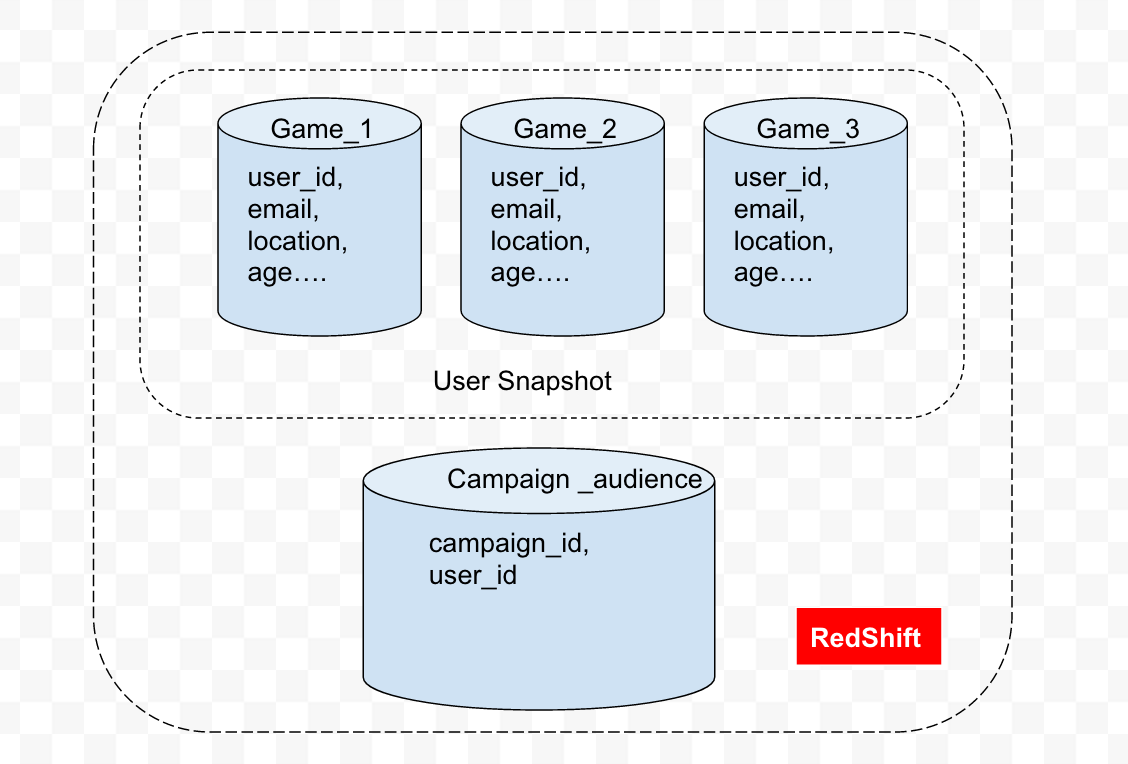 Game_1
user_id,
email,
location,
age....
Game_2
user_id,
email,
location,
age....
Game_3
user_id,
email,
location,
age....
User Snapshot
Campaign _audience
campaign_id,
user_id
RedShift